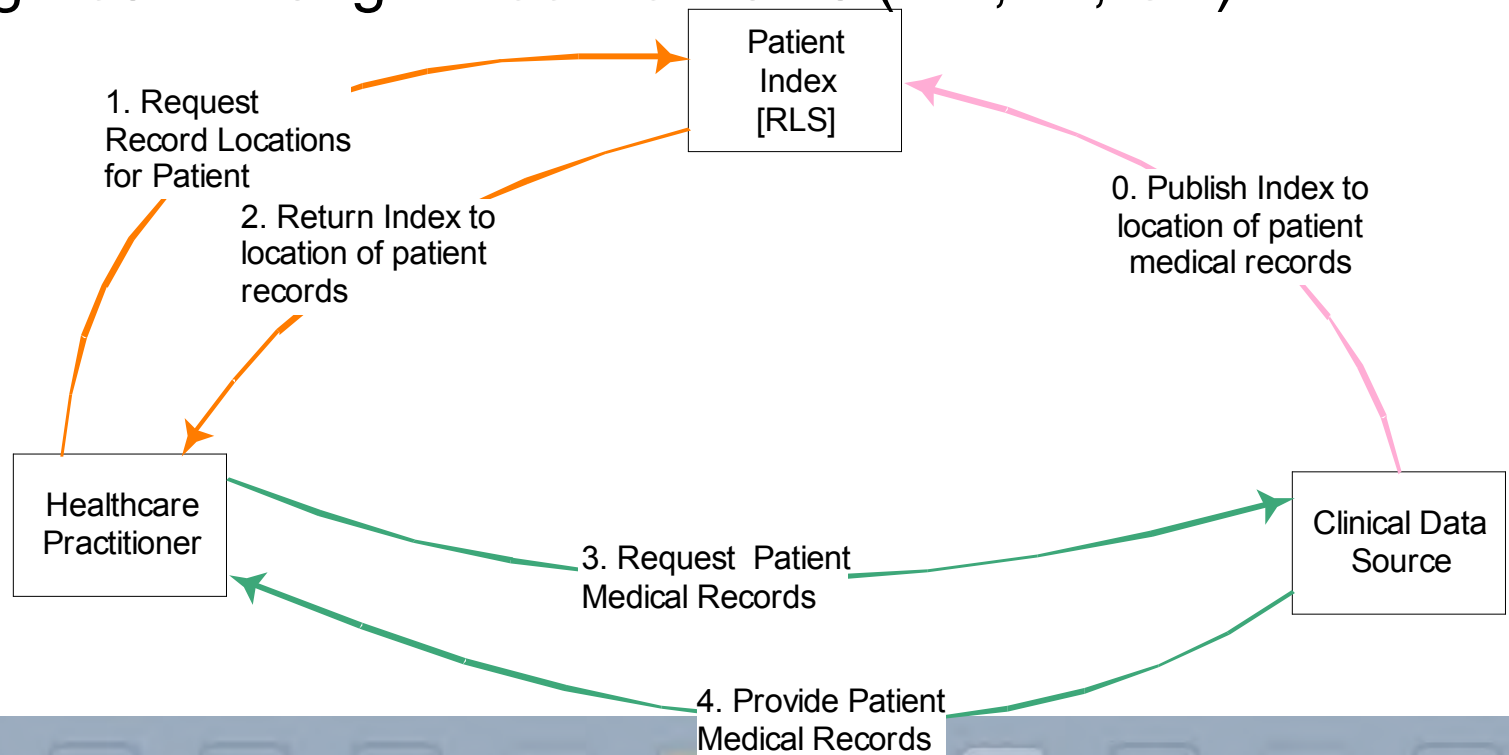 Patient
Index
[RLS]
1. Request
Record Locations
for Patient
2. Return Index to
location of patient
records
0. Publish Index to
location of patient
medical records
Healthcare
Practitioner
3. Request  Patient
Medical Records
Clinical Data
Source
4. Provide Patient
Medical Records